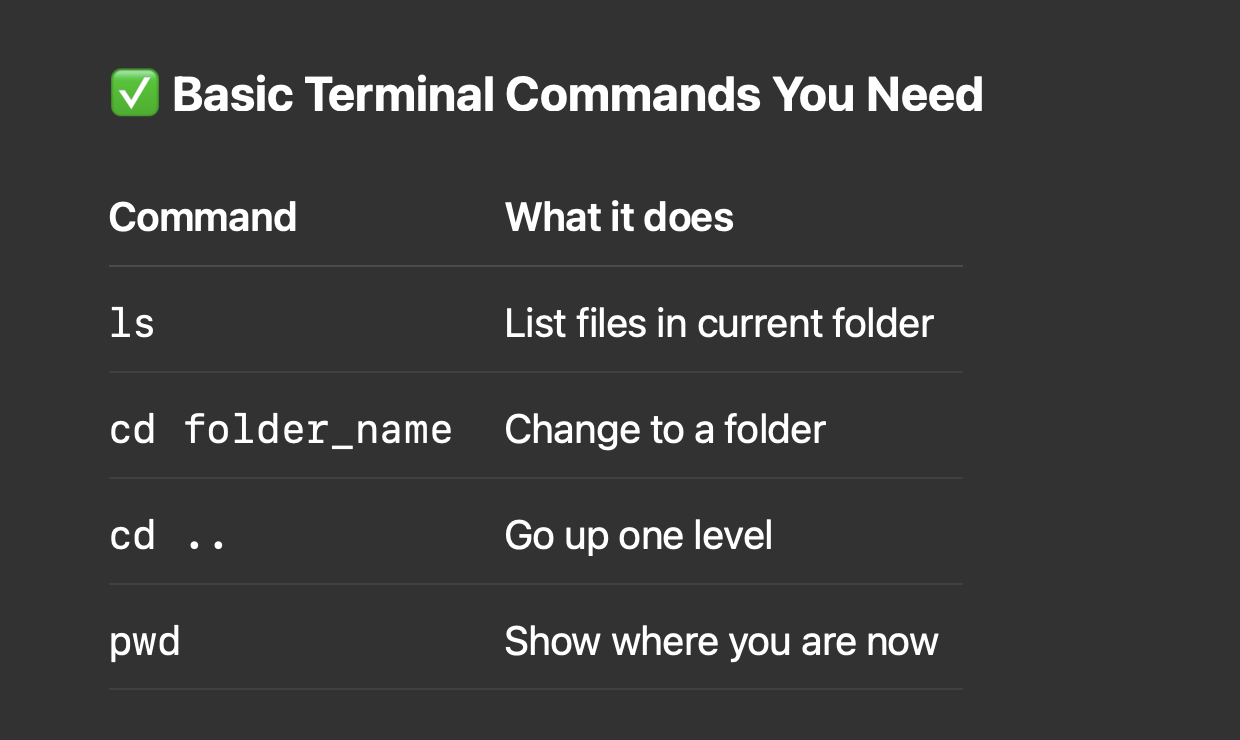 ✅ Basic Terminal Commands You Need
Command What it does
ls List files in current folder
cd folder_name Change to a folder
cd .. Go up one level
pwd Show where you are now